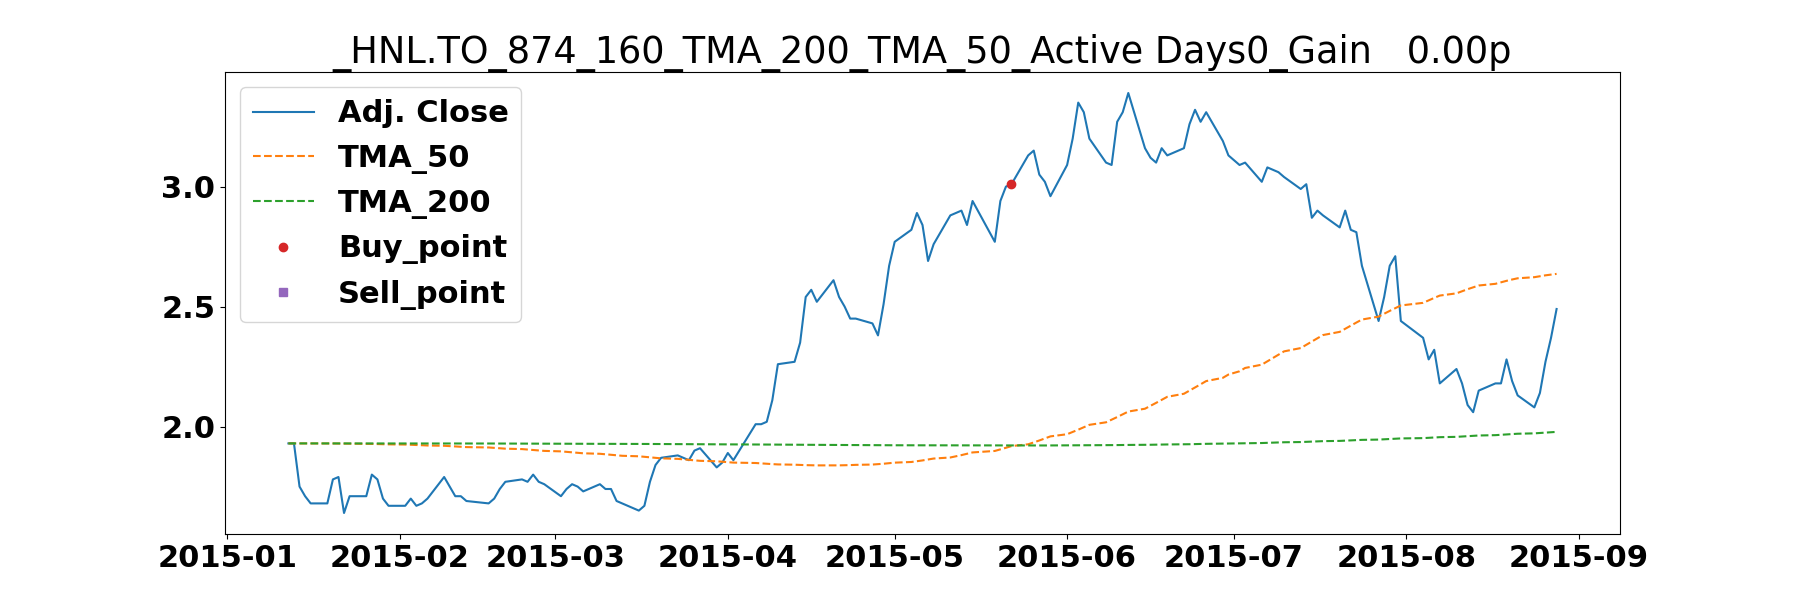 _HNL.TO_874_160_TMA_200_TMA_50_Active Days0_Gain   0.00p
Adj. Close
TMA_50
TMA_200
Buy_point
Sell_point
3.0
2.5
2.0
2015-01 2015-02 2015-03 2015-04 2015-05 2015-06 2015-07 2015-08 2015-09